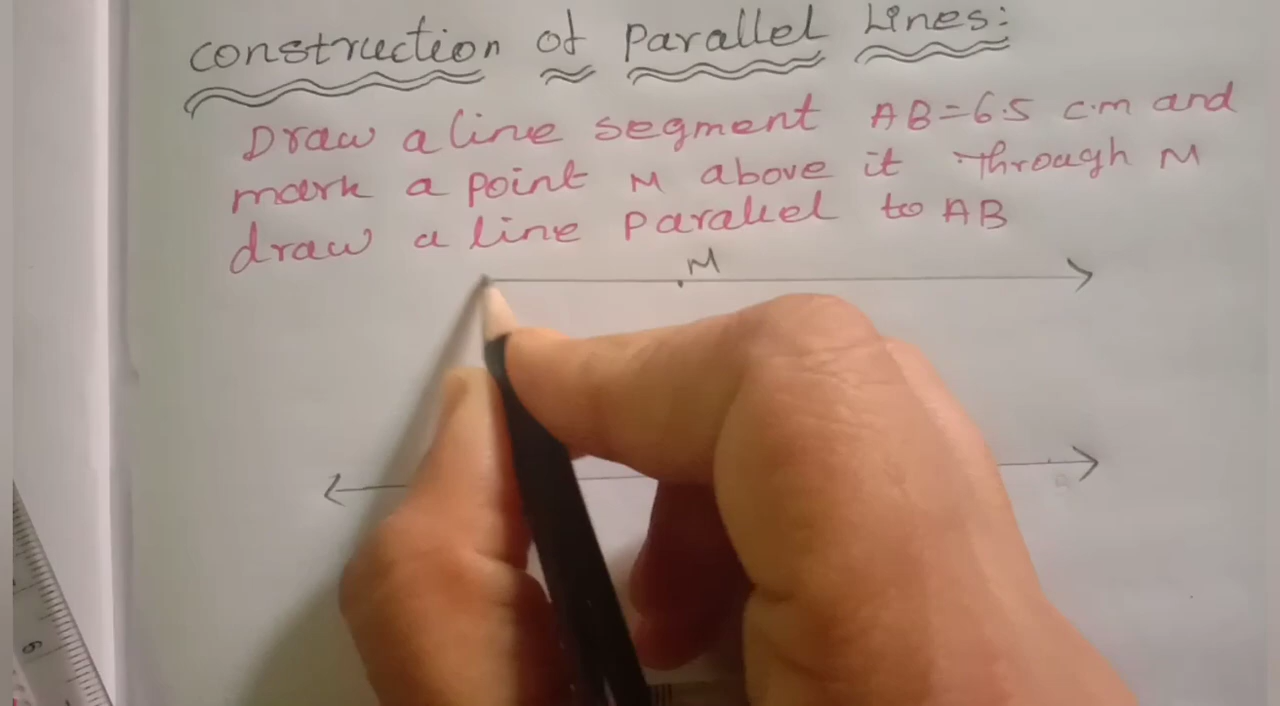 Construction of Parallel Lines:
Draw a line segment AB=6.5 c.m and
mark a point M above it Through M
draw a line Parallel to AB
M
9